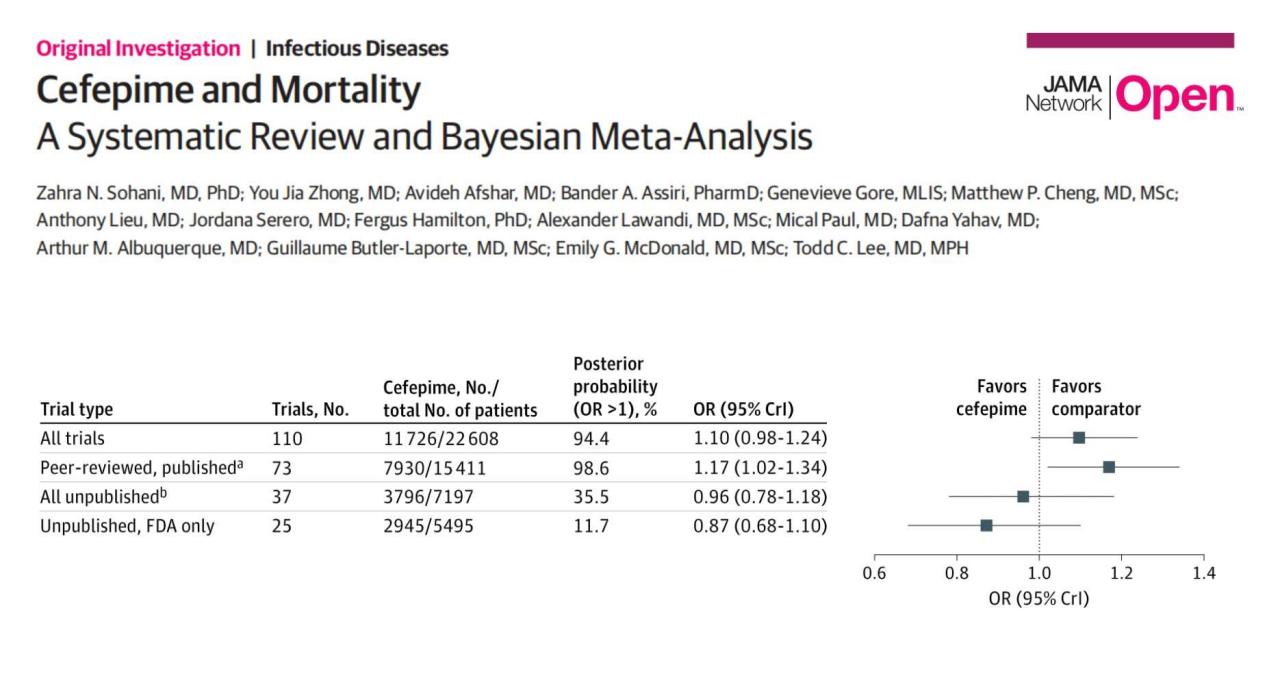 Original Investigation | Infectious Diseases
Cefepime and Mortality
A Systematic Review and Bayesian Meta-Analysis
JAMA
Network
Open™
Zahra N. Sohani, MD, PhD; You Jia Zhong, MD; Avideh Afshar, MD; Bander A. Assiri, PharmD; Genevieve Gore, MLIS; Matthew P. Cheng, MD, MSc;
Anthony Lieu, MD; Jordana Serero, MD; Fergus Hamilton, PhD; Alexander Lawandi, MD, MSc; Mical Paul, MD; Dafna Yahav, MD;
Arthur M. Albuquerque, MD; Guillaume Butler-Laporte, MD, MSc; Emily G. McDonald, MD, MSc; Todd C. Lee, MD, MPH
Trial type
Trials, No.
Cefepime, No./
total No. of patients
Posterior
probability
(OR >1), %
OR (95% CrI)
Favors
cefepime
Favors
comparator
All trials 110 11 726/22 608 94.4 1.10 (0.98-1.24)
Peer-reviewed, publishedᵃ 73 7930/15 411 98.6 1.17 (1.02-1.34)
All unpublishedᵇ 37 3796/7197 35.5 0.96 (0.78-1.18)
Unpublished, FDA only 25 2945/5495 11.7 0.87 (0.68-1.10)
0.6 0.8 1.0 1.2 1.4
OR (95% CrI)